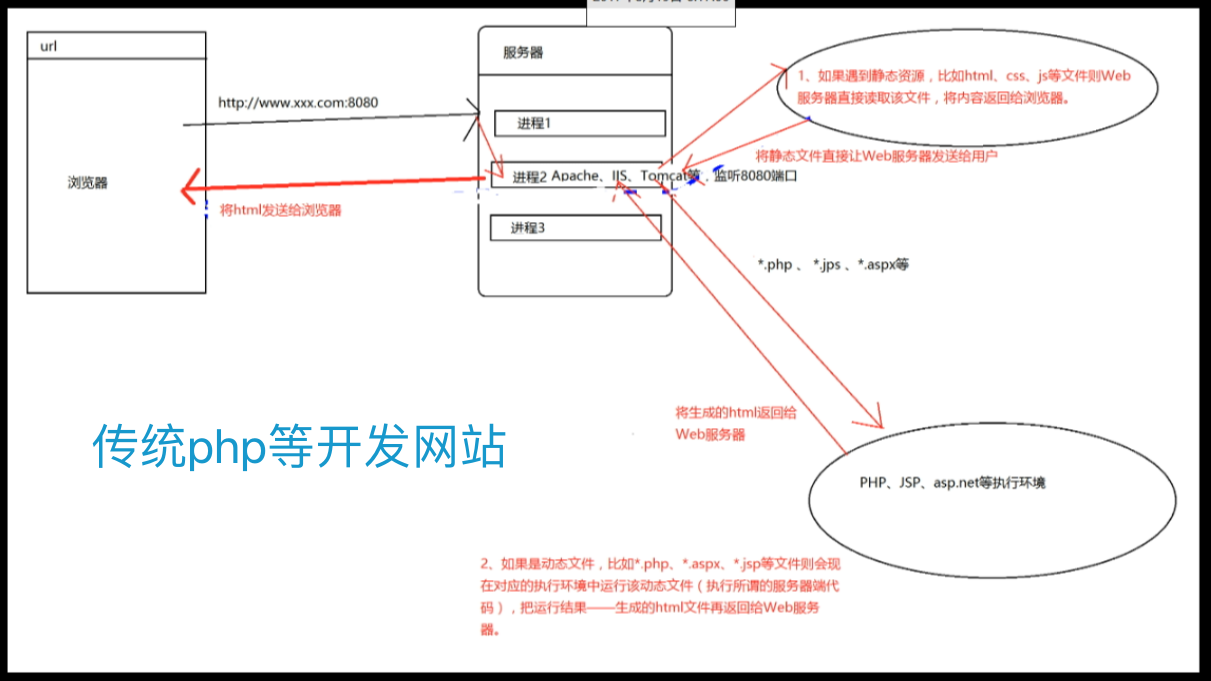 url
服务器
http://www.xxx.com:8080
进程1
1、如果遇到静态资源，比如html、css、js等文件则Web
服务器直接读取该文件，将内容返回给浏览器。
将静态文件直接让Web服务器发送给用户
浏览器
进程2 Apache、IIS、Tomcat等，监听8080端口
将html发送给浏览器
进程3
*.php 、 *.jps 、*.aspx等
将生成的html返回给
Web服务器
传统php等开发网站
PHP、JSP、asp.net等执行环境
2、如果是动态文件，比如*.php、*.aspx、*.jsp等文件则会现
在对应的执行环境中运行该动态文件（执行所谓的服务器端代
码），把运行结果——生成的html文件再返回给Web服务
器。